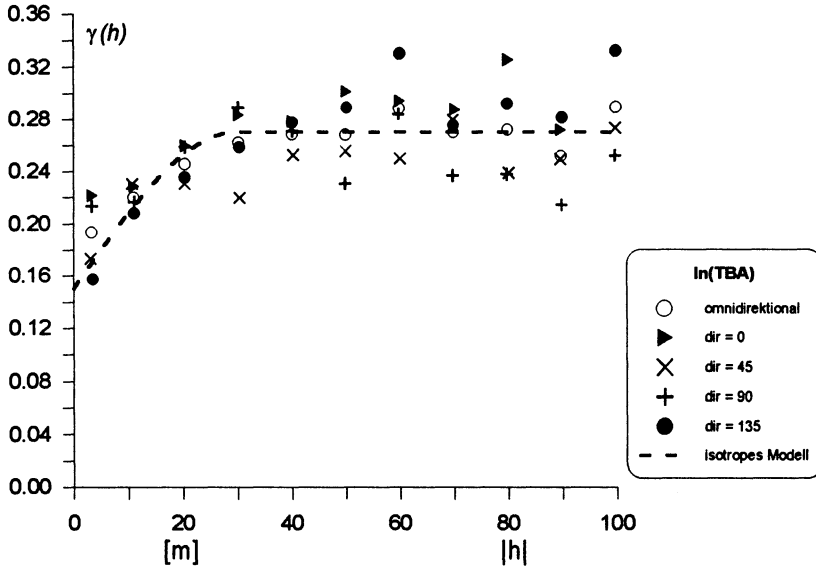 γ(h)
0.36
0.32
0.28
0.24
0.20
0.16
0.12
0.08
0.04
0.00
0 20 40 60 80 100
[m] |h|
ln(TBA)
omnidirektional
dir = 0
dir = 45
dir = 90
dir = 135
isotropes Modell